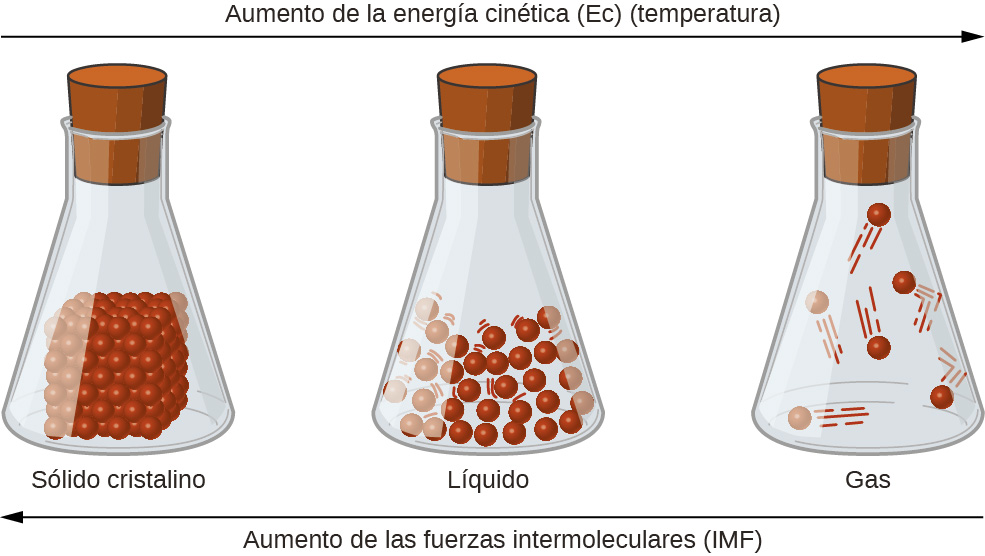 Aumento de la energía cinética (Ec) (temperatura)
Sólido cristalino
Líquido
Gas
Aumento de las fuerzas intermoleculares (IMF)